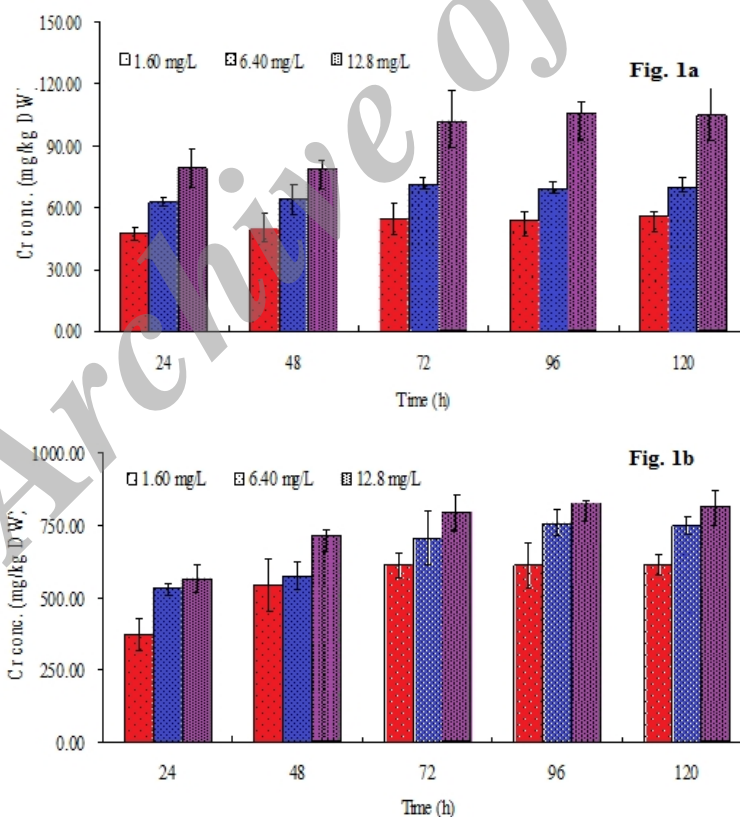 Archive of
150.00
120.00
90.00
60.00
30.00
0.00
Cr conc. (mg/kg DW)
1.60 mg/L 6.40 mg/L 12.8 mg/L
Fig. 1a
24 48 72 96 120
Time (h)
1000.00
750.00
500.00
250.00
0.00
Cr conc. (mg/kg DW)
1.60 mg/L 6.40 mg/L 12.8 mg/L
Fig. 1b
24 48 72 96 120
Time (h)